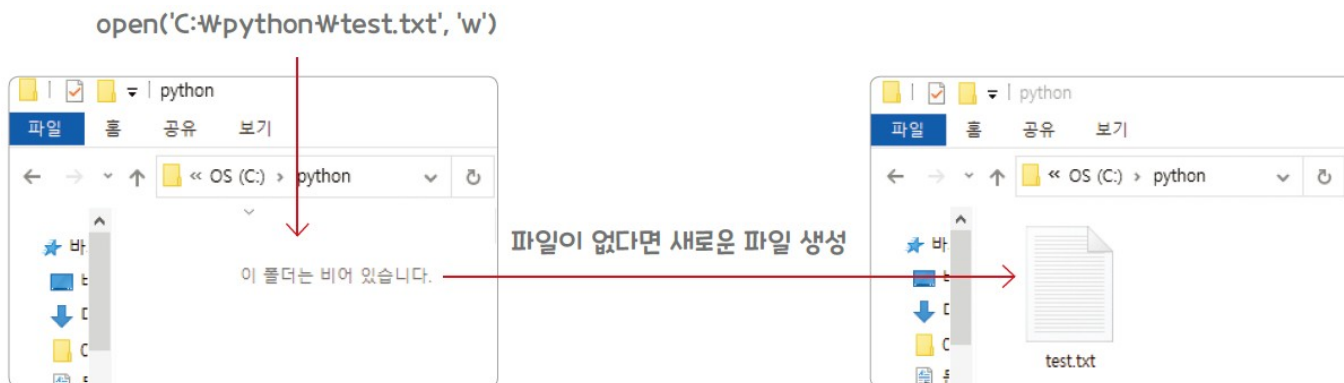 open('C:₩python₩test.txt', 'w')
python
파일 홈 공유 보기
« OS (C:) › python
이 폴더는 비어 있습니다.
파일이 없다면 새로운 파일 생성
python
파일 홈 공유 보기
« OS (C:) › python
test.txt